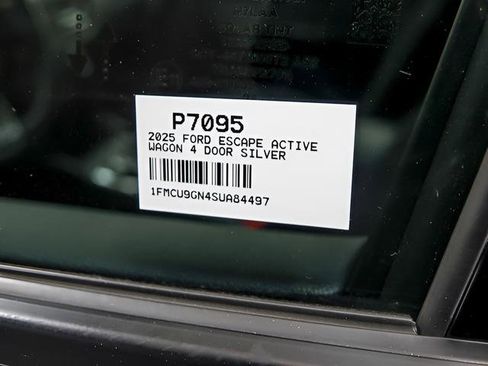 P7095
2025 FORD ESCAPE ACTIVE
WAGON 4 DOOR SILVER
1FMCU9GN4SUA84497